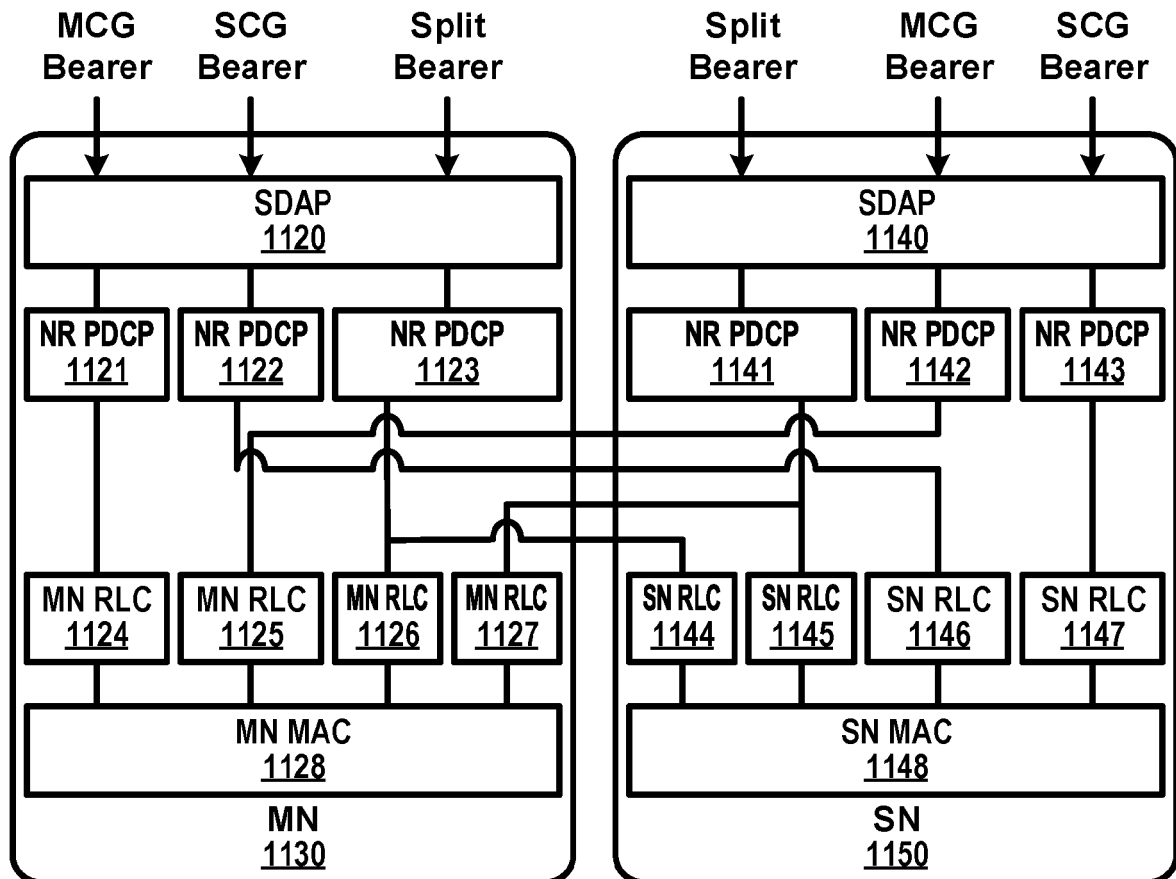 MCG Bearer
SCG Bearer
Split Bearer
Split Bearer
MCG Bearer
SCG Bearer
SDAP
1120
SDAP
1140
NR PDCP
1121
NR PDCP
1122
NR PDCP
1123
NR PDCP
1141
NR PDCP
1142
NR PDCP
1143
MN RLC
1124
MN RLC
1125
MN RLC
1126
MN RLC
1127
SN RLC
1144
SN RLC
1145
SN RLC
1146
SN RLC
1147
MN MAC
1128
SN MAC
1148
MN
1130
SN
1150